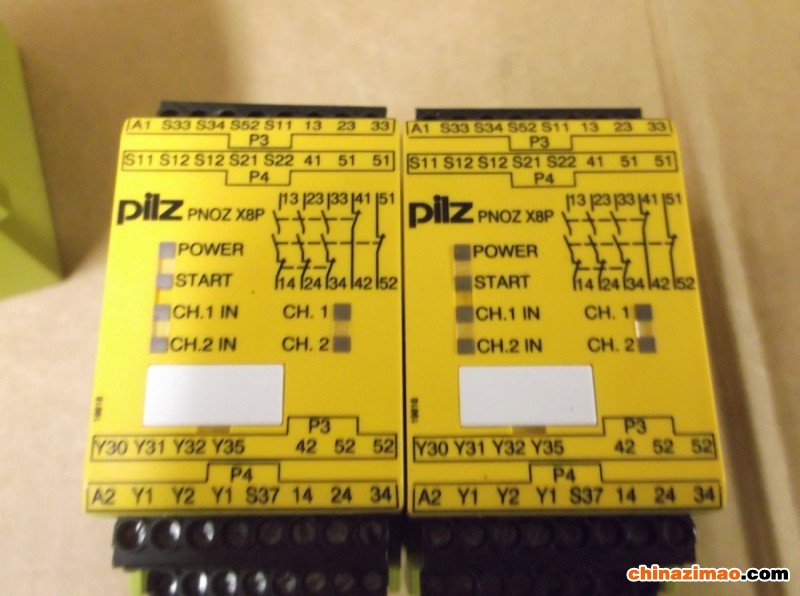 A1 S33 S34 S52 S11 13 23 33
P3
S11 S12 S12 S21 S22 41 51 51
P4
pilz PNOZ X8P
13 23 33 41 51
POWER
START
14 24 34 42 52
CH.1 IN CH. 1
CH.2 IN CH. 2
P3
Y30 Y31 Y32 Y35 42 52 52
P4
A2 Y1 Y2 Y1 S37 14 24 34
A1 S33 S34 S52 S11 13 23 33
P3
S11 S12 S12 S21 S22 41 51 51
P4
pilz PNOZ X8P
13 23 33 41 51
POWER
START
14 24 34 42 52
CH.1 IN CH. 1
CH.2 IN CH. 2
P3
Y30 Y31 Y32 Y35 42 52 52
P4
A2 Y1 Y2 Y1 S37 14 24 34
chinazimao.com